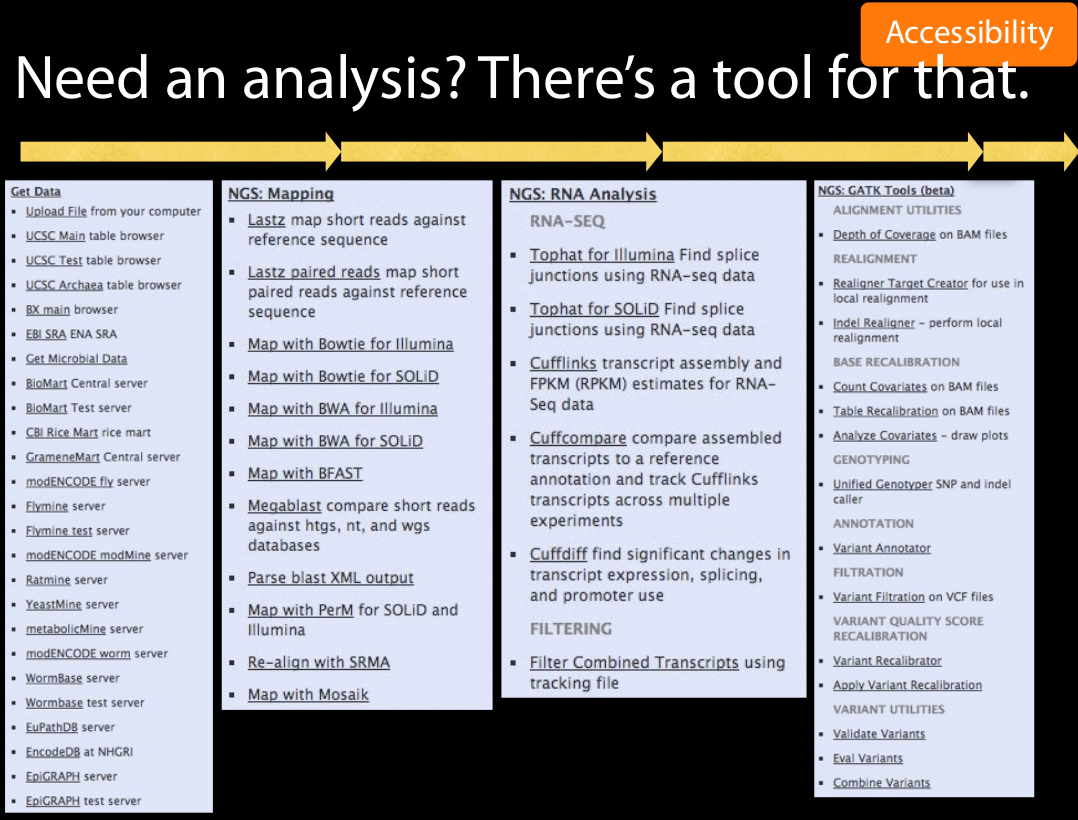 Accessibility
Need an analysis? There's a tool for that.
Get Data
▪ Upload File from your computer
▪ UCSC Main table browser
▪ UCSC Test table browser
▪ UCSC Archaea table browser
▪ BX main browser
▪ EBI SRA ENA SRA
▪ Get Microbial Data
▪ BioMart Central server
▪ BioMart Test server
▪ CBI Rice Mart rice mart
▪ GrameneMart Central server
▪ modENCODE fly server
▪ Flymine server
▪ Flymine test server
▪ modENCODE modMine server
▪ Ratmine server
▪ YeastMine server
▪ metabolicMine server
▪ modENCODE worm server
▪ WormBase server
▪ Wormbase test server
▪ EuPathDB server
▪ EncodeDB at NHGRI
▪ EpiGRAPH server
▪ EpiGRAPH test server
NGS: Mapping
▪ Lastz map short reads against
reference sequence
▪ Lastz paired reads map short
paired reads against reference
sequence
▪ Map with Bowtie for Illumina
▪ Map with Bowtie for SOLiD
▪ Map with BWA for Illumina
▪ Map with BWA for SOLiD
▪ Map with BFAST
▪ Megablast compare short reads
against htgs, nt, and wgs
databases
▪ Parse blast XML output
▪ Map with PerM for SOLiD and
Illumina
▪ Re-align with SRMA
▪ Map with Mosaik
NGS: RNA Analysis
RNA-SEQ
▪ Tophat for Illumina Find splice
junctions using RNA-seq data
▪ Tophat for SOLiD Find splice
junctions using RNA-seq data
▪ Cufflinks transcript assembly and
FPKM (RPKM) estimates for RNA-
Seq data
▪ Cuffcompare compare assembled
transcripts to a reference
annotation and track Cufflinks
transcripts across multiple
experiments
▪ Cuffdiff find significant changes in
transcript expression, splicing,
and promoter use
FILTERING
▪ Filter Combined Transcripts using
tracking file
NGS: GATK Tools (beta)
ALIGNMENT UTILITIES
▪ Depth of Coverage on BAM files
REALIGNMENT
▪ Realigner Target Creator for use in
local realignment
▪ Indel Realigner - perform local
realignment
BASE RECALIBRATION
▪ Count Covariates on BAM files
▪ Table Recalibration on BAM files
▪ Analyze Covariates - draw plots
GENOTYPING
▪ Unified Genotyper SNP and indel
caller
ANNOTATION
▪ Variant Annotator
FILTRATION
▪ Variant Filtration on VCF files
VARIANT QUALITY SCORE
RECALIBRATION
▪ Variant Recalibrator
▪ Apply Variant Recalibration
VARIANT UTILITIES
▪ Validate Variants
▪ Eval Variants
▪ Combine Variants